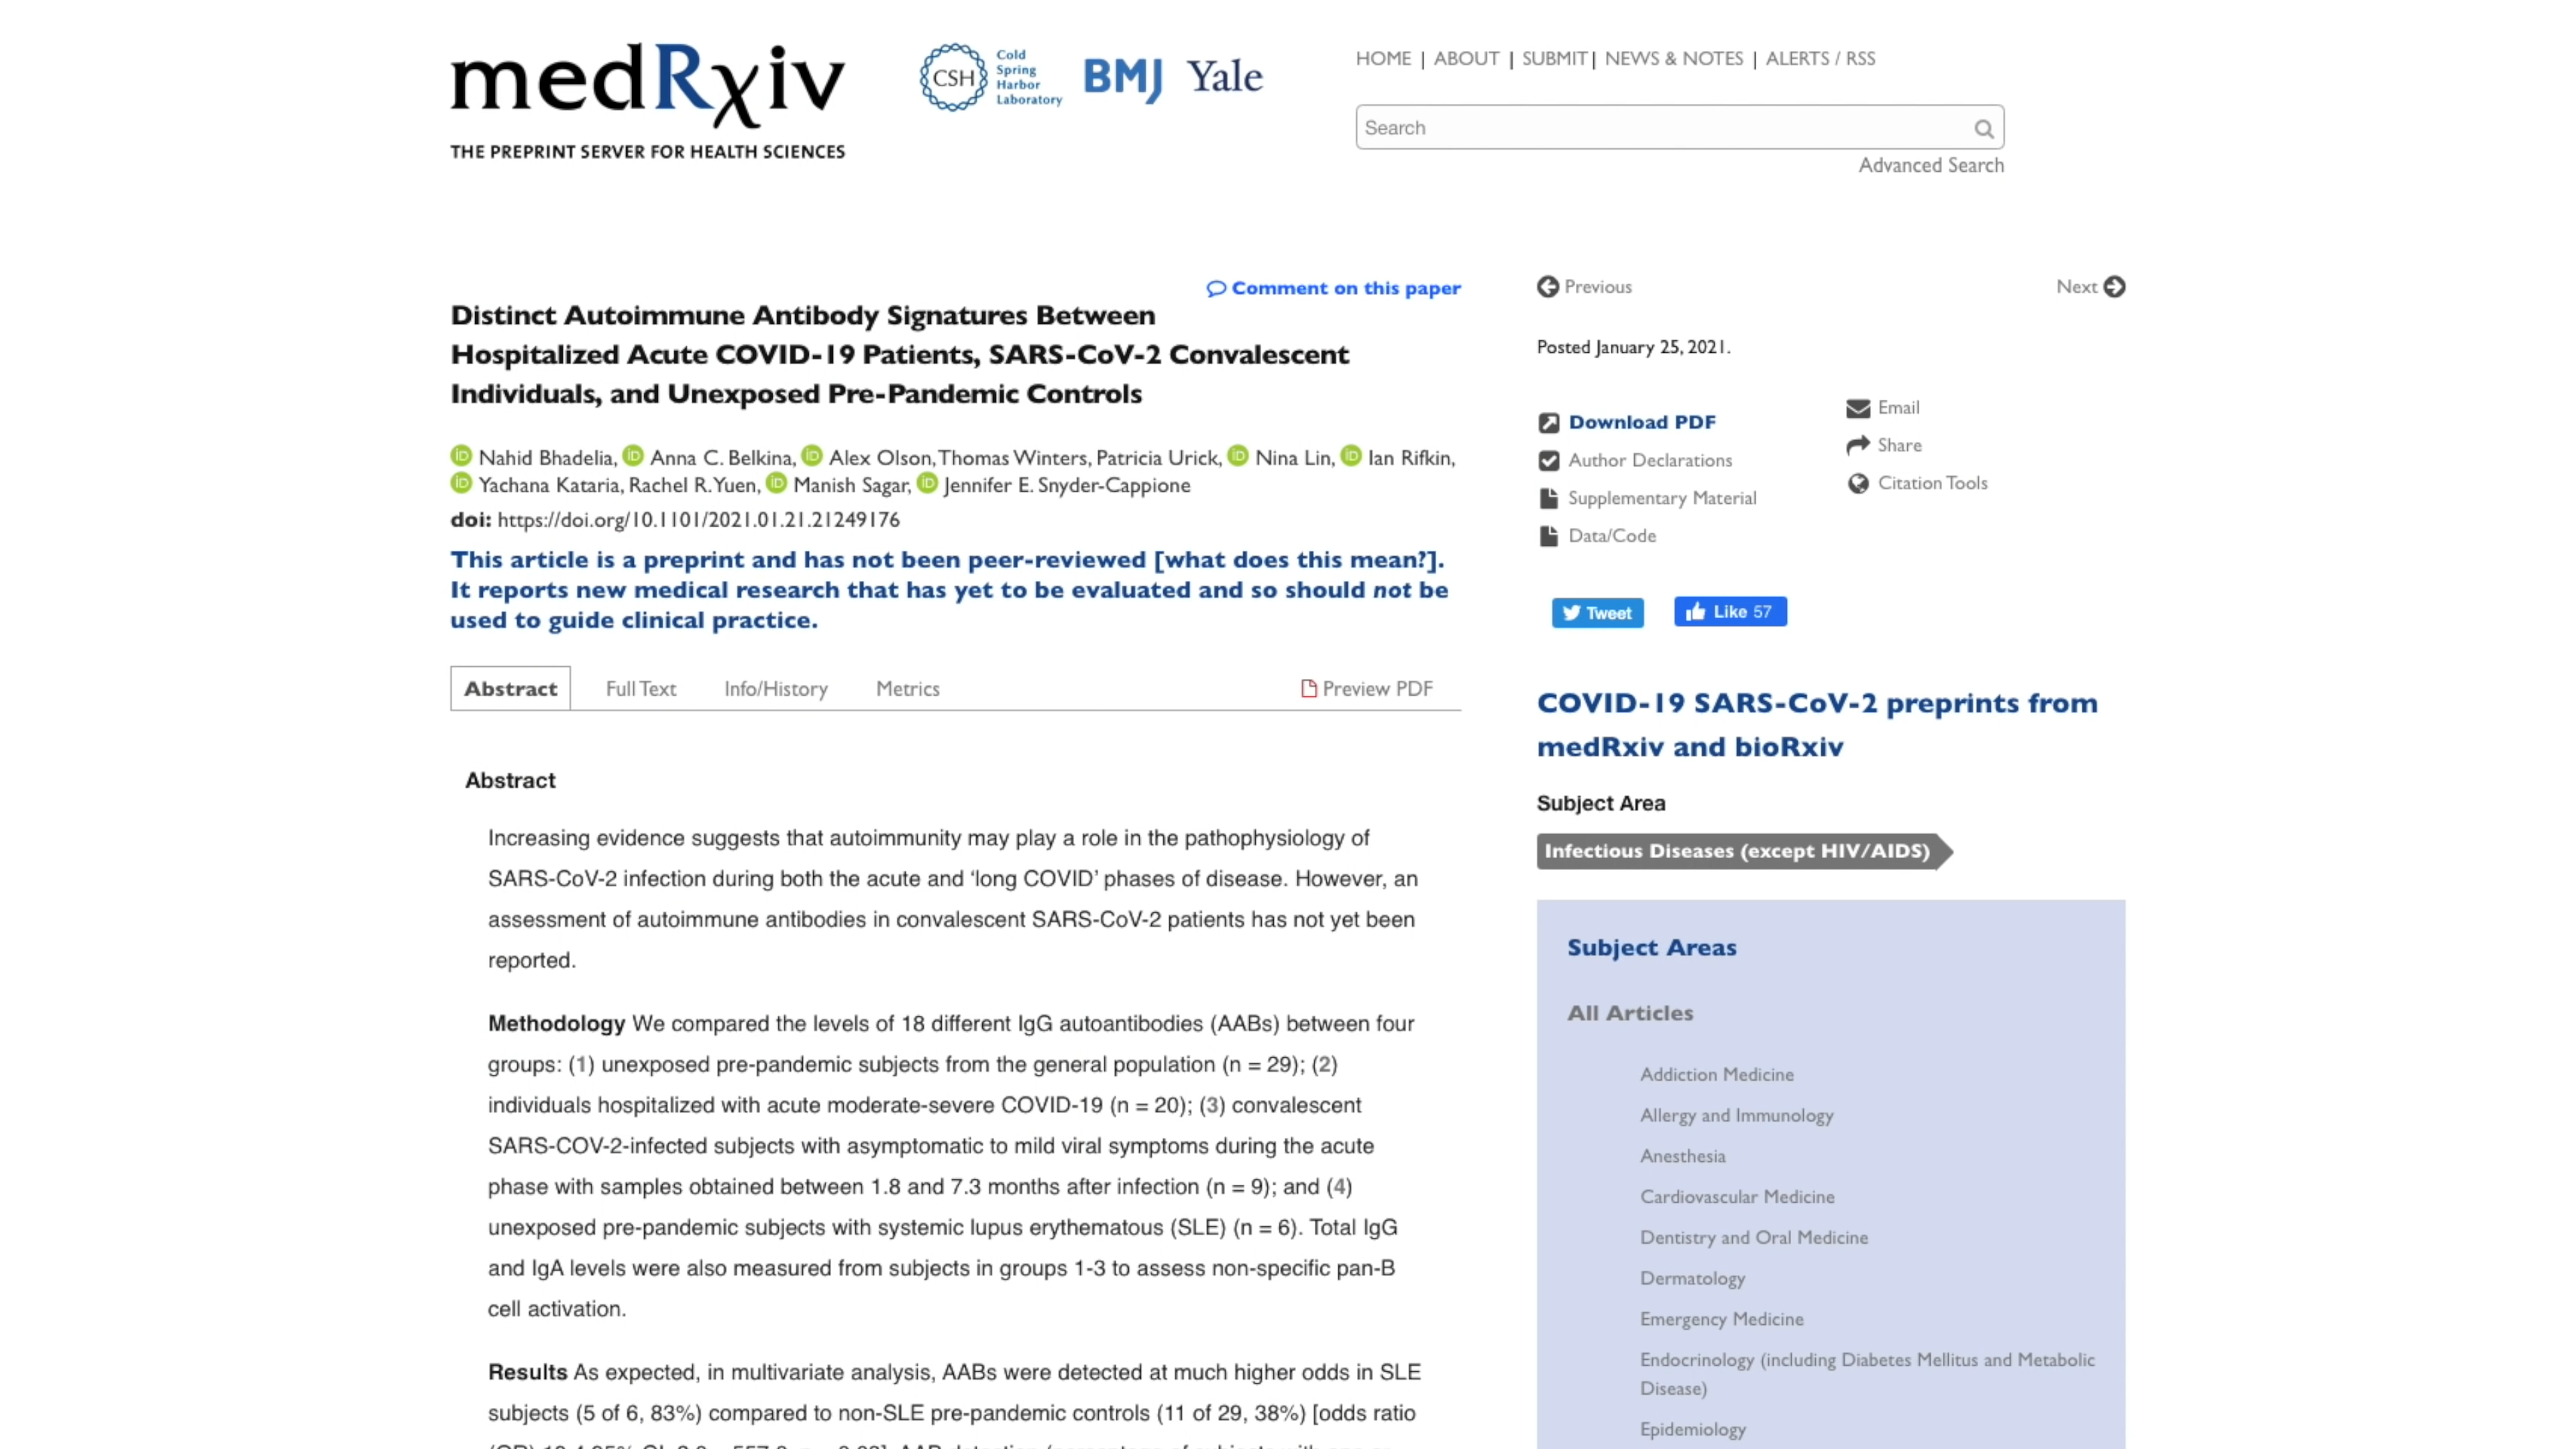 medRxiv
THE PREPRINT SERVER FOR HEALTH SCIENCES
CSH
Cold
Spring
Harbor
Laboratory
BMJ Yale
HOME | ABOUT | SUBMIT | NEWS & NOTES | ALERTS / RSS
Search
Advanced Search
Comment on this paper
Distinct Autoimmune Antibody Signatures Between
Hospitalized Acute COVID-19 Patients, SARS-CoV-2 Convalescent
Individuals, and Unexposed Pre-Pandemic Controls
iD Nahid Bhadelia, iD Anna C. Belkina, iD Alex Olson, Thomas Winters, Patricia Urick, iD Nina Lin, iD Ian Rifkin,
iD Yachana Kataria, Rachel R. Yuen, iD Manish Sagar, iD Jennifer E. Snyder-Cappione
doi: https://doi.org/10.1101/2021.01.21.21249176
This article is a preprint and has not been peer-reviewed [what does this mean?].
It reports new medical research that has yet to be evaluated and so should not be
used to guide clinical practice.
Abstract Full Text Info/History Metrics Preview PDF
Abstract
Increasing evidence suggests that autoimmunity may play a role in the pathophysiology of
SARS-CoV-2 infection during both the acute and ‘long COVID’ phases of disease. However, an
assessment of autoimmune antibodies in convalescent SARS-CoV-2 patients has not yet been
reported.
Methodology We compared the levels of 18 different IgG autoantibodies (AABs) between four
groups: (1) unexposed pre-pandemic subjects from the general population (n = 29); (2)
individuals hospitalized with acute moderate-severe COVID-19 (n = 20); (3) convalescent
SARS-COV-2-infected subjects with asymptomatic to mild viral symptoms during the acute
phase with samples obtained between 1.8 and 7.3 months after infection (n = 9); and (4)
unexposed pre-pandemic subjects with systemic lupus erythematous (SLE) (n = 6). Total IgG
and IgA levels were also measured from subjects in groups 1-3 to assess non-specific pan-B
cell activation.
Results As expected, in multivariate analysis, AABs were detected at much higher odds in SLE
subjects (5 of 6, 83%) compared to non-SLE pre-pandemic controls (11 of 29, 38%) [odds ratio
Previous Next
Posted January 25, 2021.
Download PDF
Author Declarations
Supplementary Material
Data/Code
Email
Share
Citation Tools
Tweet Like 57
COVID-19 SARS-CoV-2 preprints from
medRxiv and bioRxiv
Subject Area
Infectious Diseases (except HIV/AIDS)
Subject Areas
All Articles
Addiction Medicine
Allergy and Immunology
Anesthesia
Cardiovascular Medicine
Dentistry and Oral Medicine
Dermatology
Emergency Medicine
Endocrinology (including Diabetes Mellitus and Metabolic
Disease)
Epidemiology